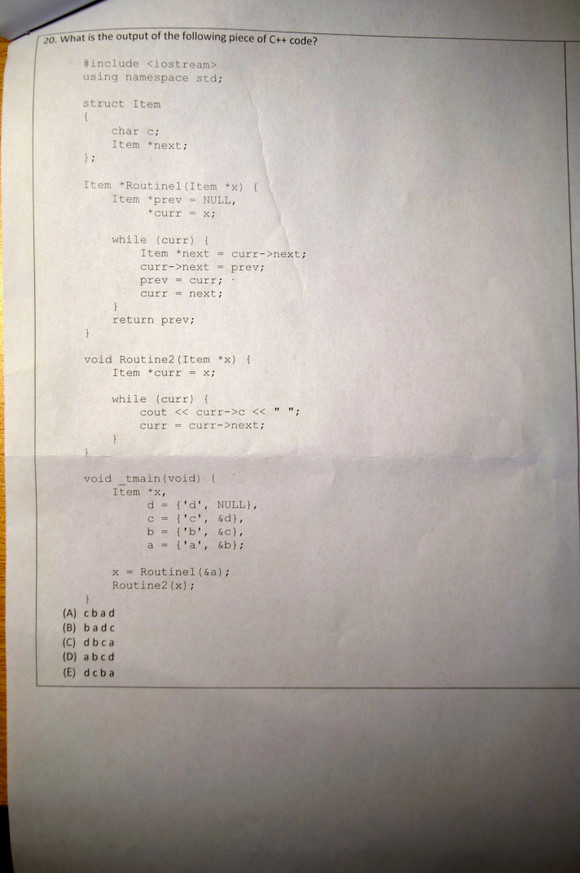 20. What is the output of the following piece of C++ code?
#include <iostream>
using namespace std;
struct Item
{
char c;
Item *next;
};
Item *Routine1(Item *x) {
Item *prev = NULL,
*curr = x;
while (curr) {
Item *next = curr->next;
curr->next = prev;
prev = curr;
curr = next;
}
return prev;
}
void Routine2(Item *x) {
Item *curr = x;
while (curr) {
cout << curr->c << " ";
curr = curr->next;
}
}
void _tmain(void) {
Item *x,
d = {'d', NULL},
c = {'c', &d},
b = {'b', &c},
a = {'a', &b};
x = Routine1(&a);
Routine2(x);
}
(A) c b a d
(B) b a d c
(C) d b c a
(D) a b c d
(E) d c b a